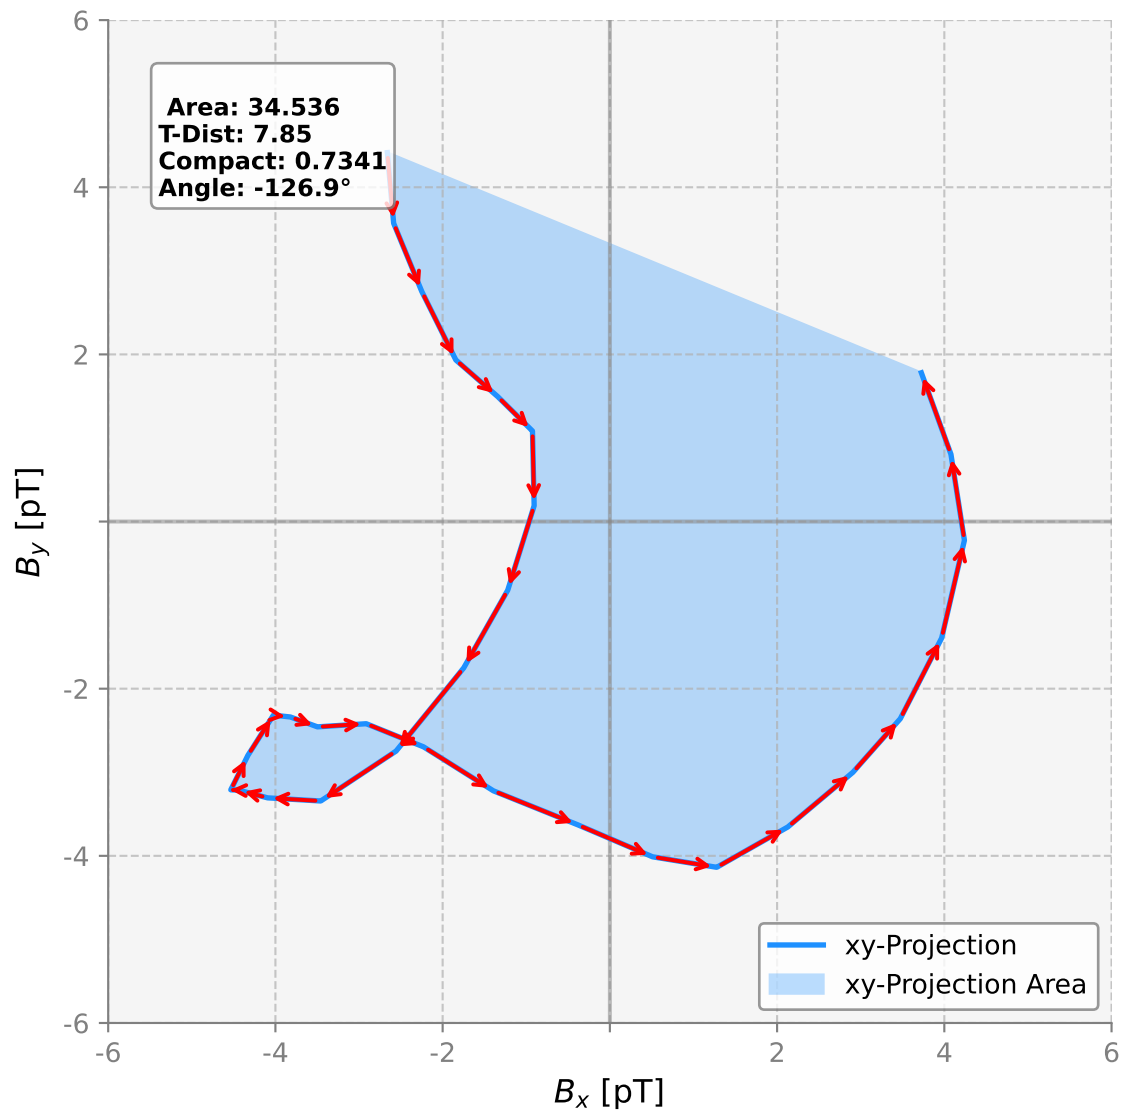 6
4
2
-2
-4
-6
B_y [pT]
Area: 34.536
T-Dist: 7.85
Compact: 0.7341
Angle: -126.9°
xy-Projection
xy-Projection Area
-6
-4
-2
2
4
6
B_x [pT]